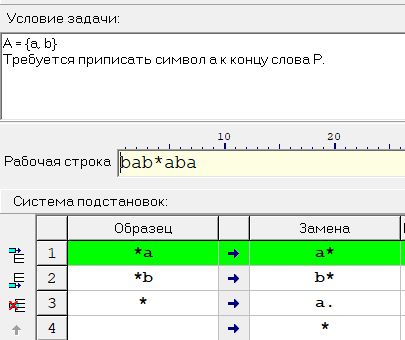 Условие задачи:
A = {a, b}
Требуется приписать символ a к концу слова P.
10 20
Рабочая строка bab*aba
Система подстановок:
Образец Замена
1 *a → a*
2 *b → b*
3 * → a.
4 → *